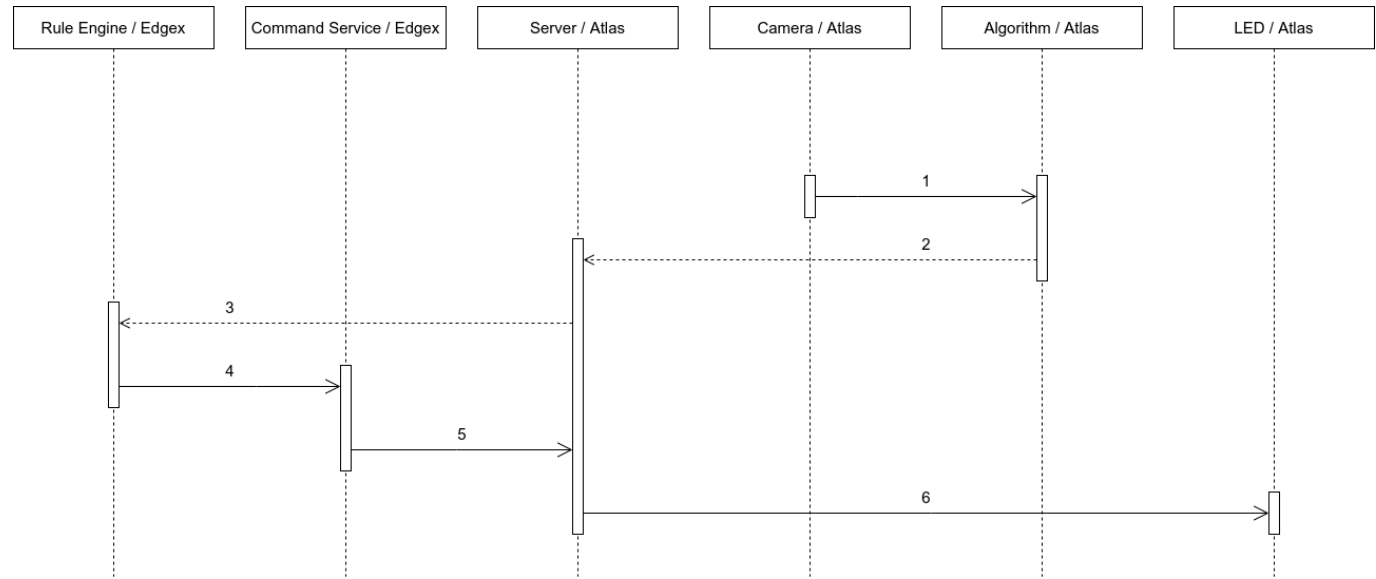 Rule Engine / Edgex
Command Service / Edgex
Server / Atlas
Camera / Atlas
Algorithm / Atlas
LED / Atlas
1
2
3
4
5
6